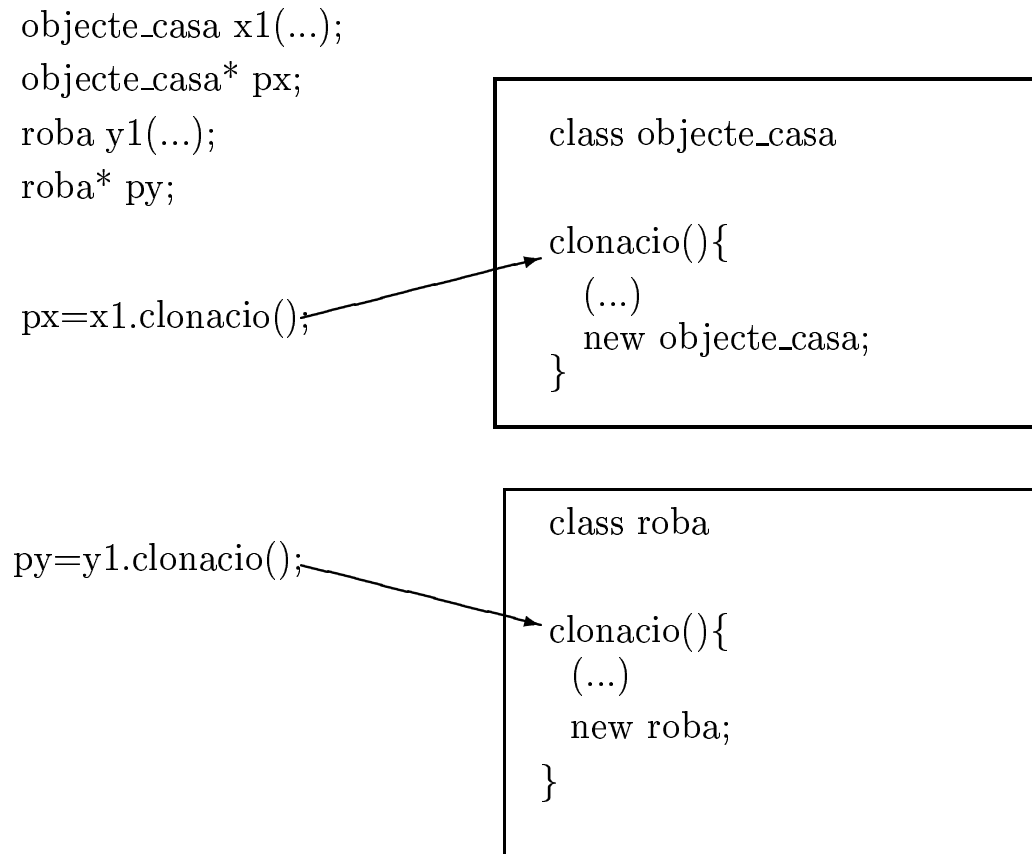 objecte_casa x1(...);
objecte_casa* px;
roba y1(...);
roba* py;
px=x1.clonacio();
class objecte_casa
clonacio(){
(...)
new objecte_casa;
}
py=y1.clonacio();
class roba
clonacio(){
(...)
new roba;
}